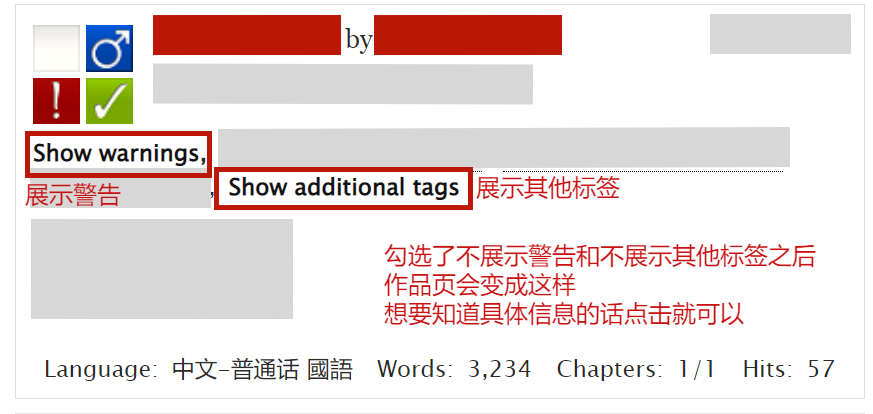 by
Show warnings,
展示警告
, Show additional tags 展示其他标签
勾选了不展示警告和不展示其他标签之后
作品页会变成这样
想要知道具体信息的话点击就可以
Language: 中文-普通话 國語 Words: 3,234 Chapters: 1/1 Hits: 57